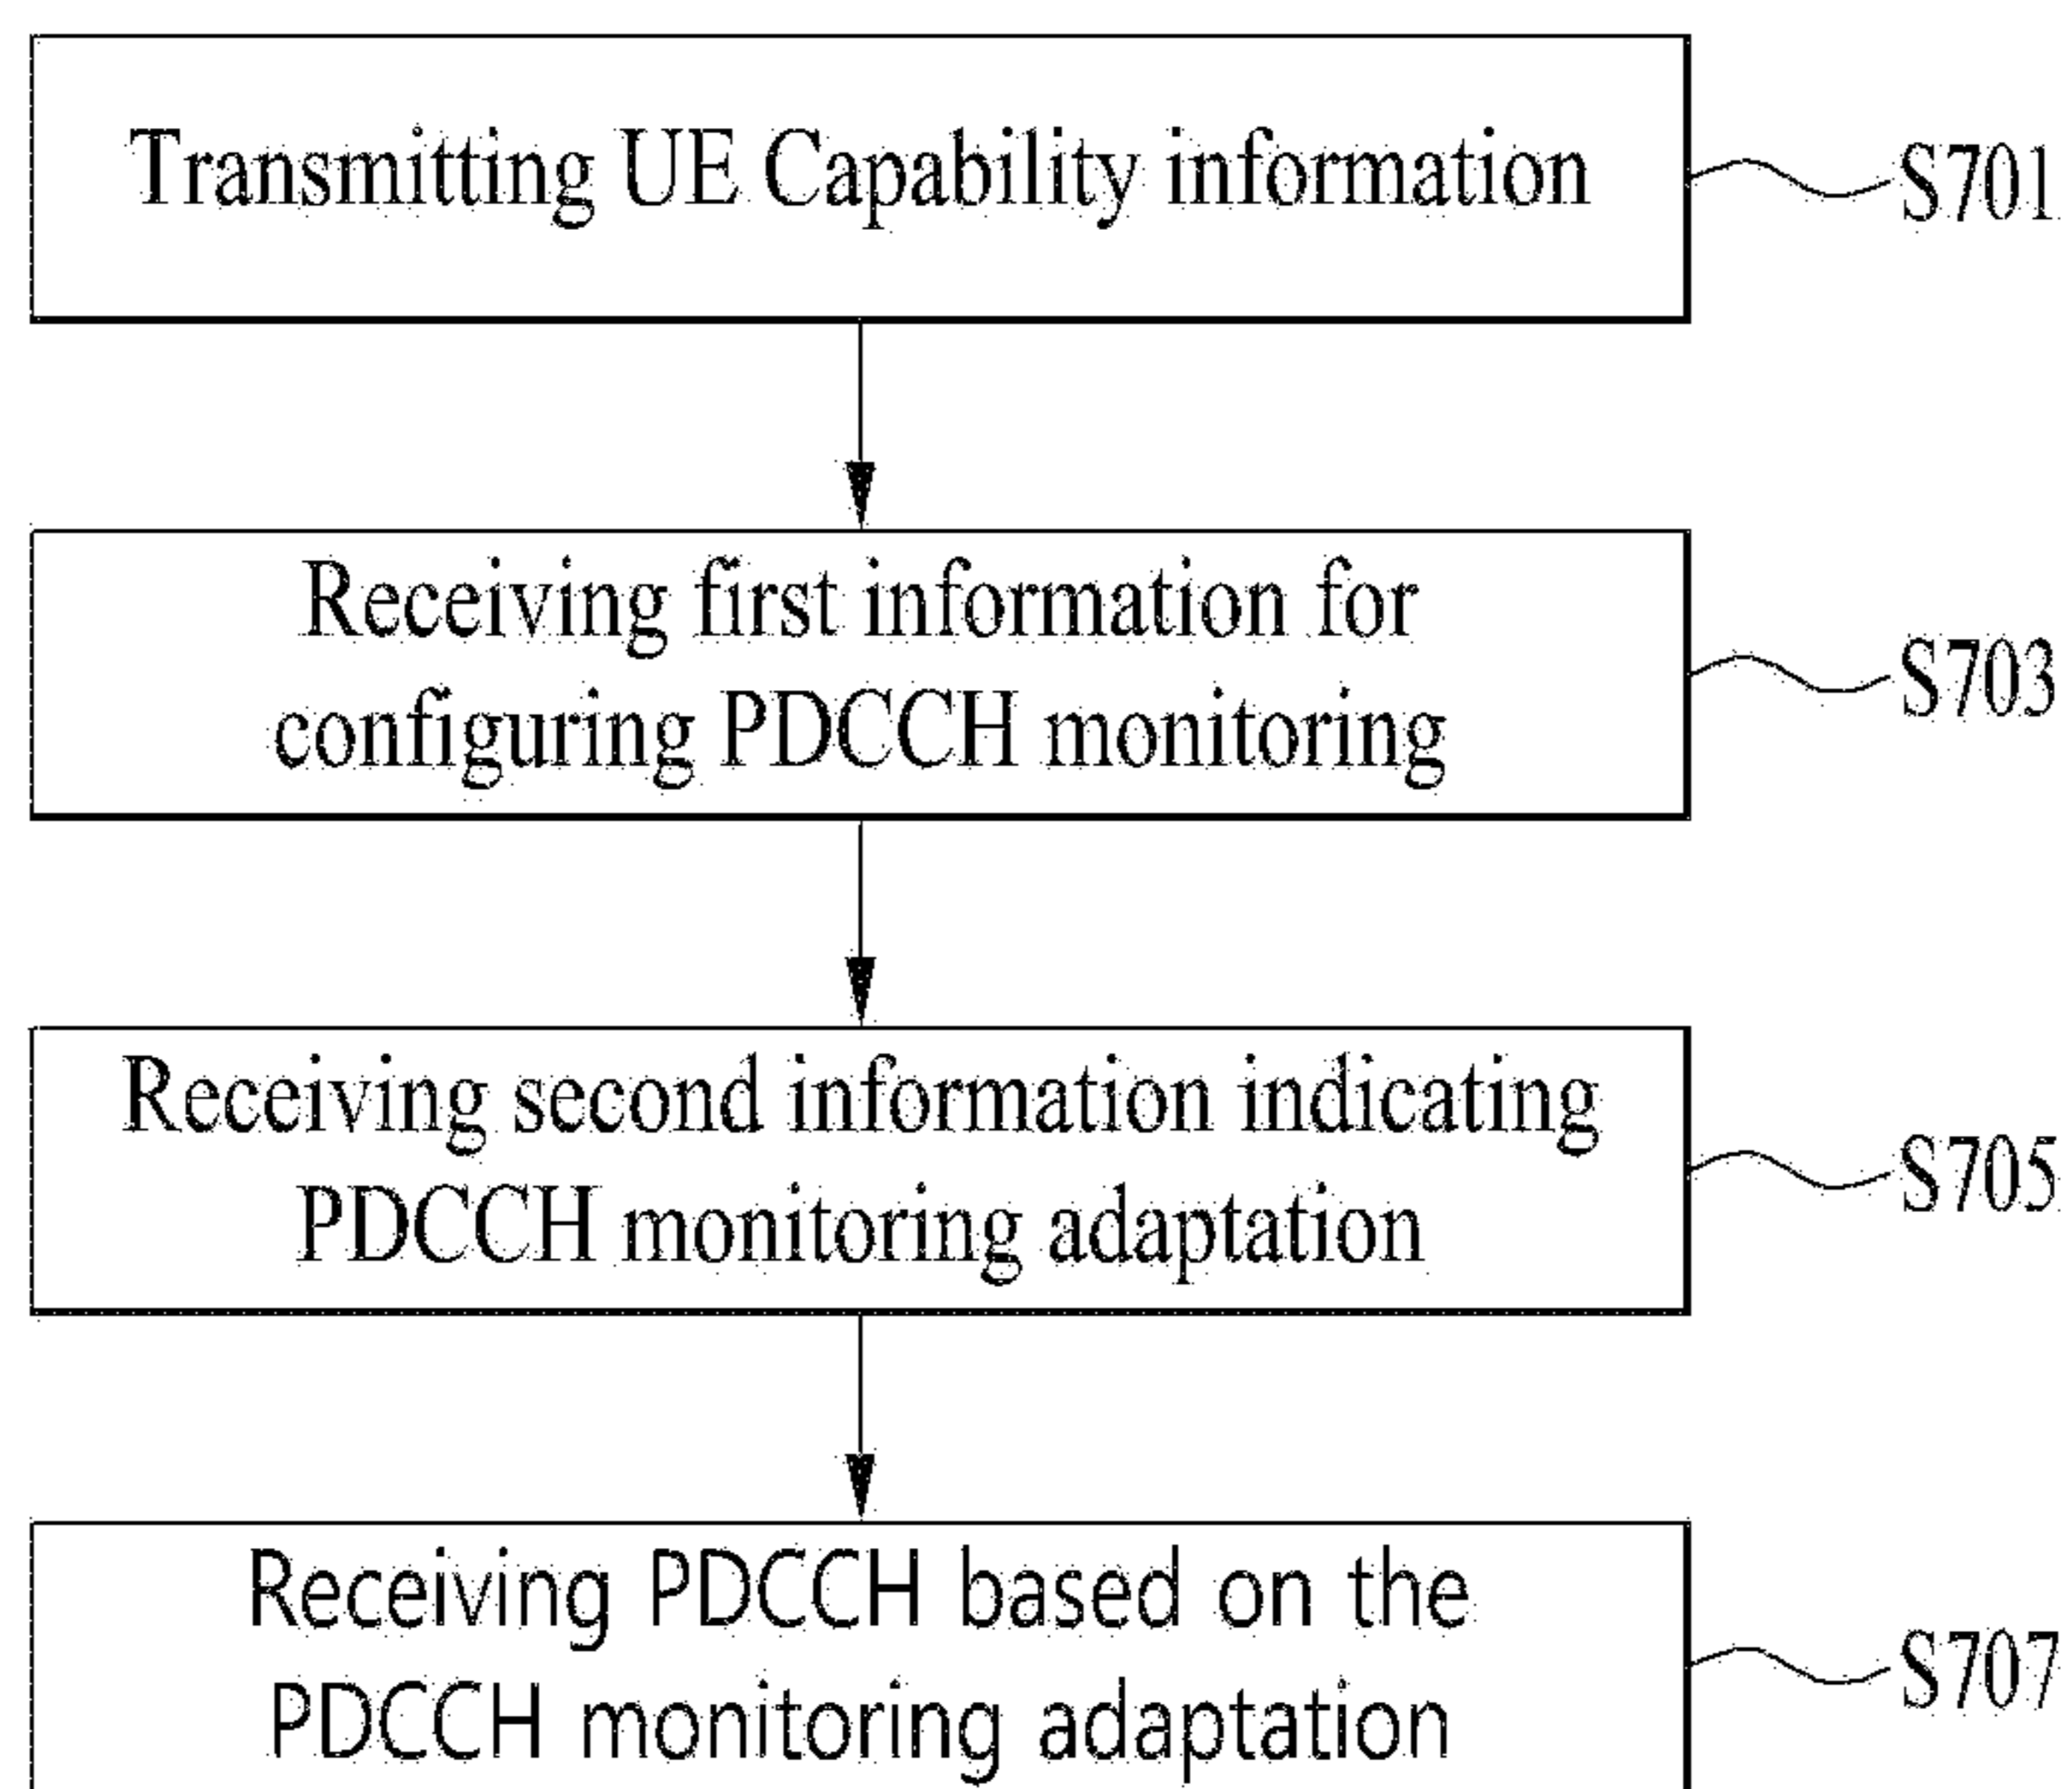 Transmitting UE Capability information
S701
Receiving first information for
configuring PDCCH monitoring
S703
Receiving second information indicating
PDCCH monitoring adaptation
S705
Receiving PDCCH based on the
PDCCH monitoring adaptation
S707